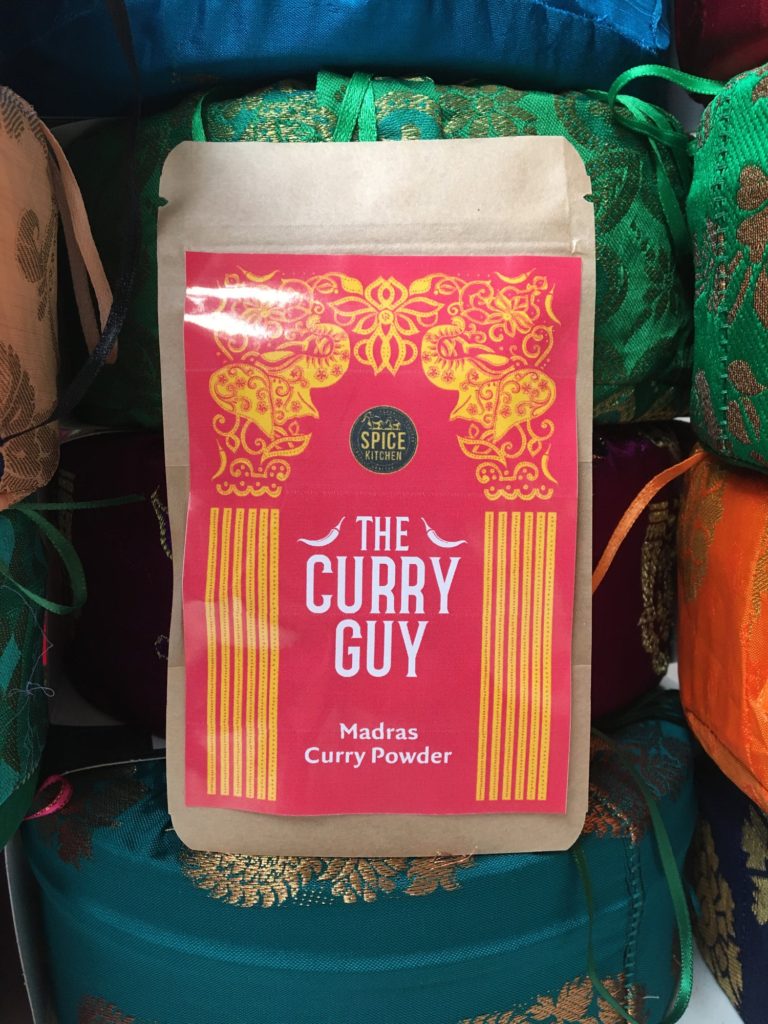 SPICE
KITCHEN
THE
CURRY
GUY
Madras
Curry Powder